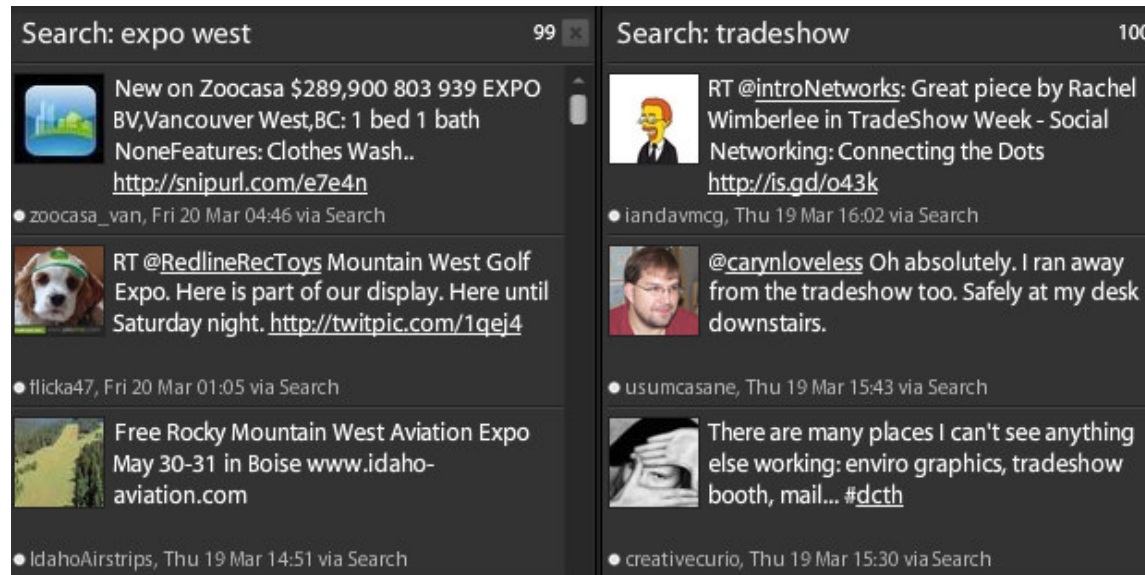 Search: expo west 99
New on Zoocasa $289,900 803 939 EXPO
BV,Vancouver West,BC: 1 bed 1 bath
NoneFeatures: Clothes Wash..
http://snipurl.com/e7e4n
zoocasa_van, Fri 20 Mar 04:46 via Search
RT @RedlineRecToys Mountain West Golf
Expo. Here is part of our display. Here until
Saturday night. http://twitpic.com/1qej4
flicka47, Fri 20 Mar 01:05 via Search
Free Rocky Mountain West Aviation Expo
May 30-31 in Boise www.idaho-
aviation.com
IdahoAirstrips, Thu 19 Mar 14:51 via Search
Search: tradeshow 100
RT @introNetworks: Great piece by Rachel
Wimberlee in TradeShow Week - Social
Networking: Connecting the Dots
http://is.gd/o43k
iandavmcg, Thu 19 Mar 16:02 via Search
@carynloveless Oh absolutely. I ran away
from the tradeshow too. Safely at my desk
downstairs.
usumcasane, Thu 19 Mar 15:43 via Search
There are many places I can't see anything
else working: enviro graphics, tradeshow
booth, mail... #dcth
creativecurio, Thu 19 Mar 15:30 via Search